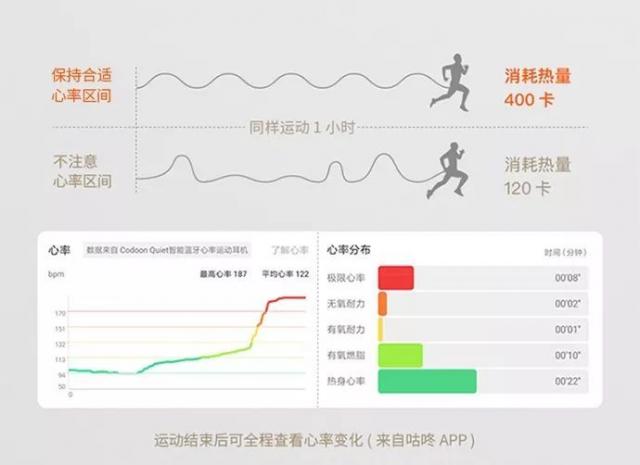 保持合适
心率区间
消耗热量
400 卡
同样运动 1 小时
不注意
心率区间
消耗热量
120 卡
心率
数据来自 Codoon Quiet智能蓝牙心率运动耳机
了解心率
bpm
最高心率 187
平均心率 122
170
151
132
113
94
50
0
心率分布
时间 (分钟)
极限心率
00'08"
无氧耐力
00'02"
有氧耐力
00'01"
有氧燃脂
00'10"
热身心率
00'22"
运动结束后可全程查看心率变化 ( 来自咕咚 APP )